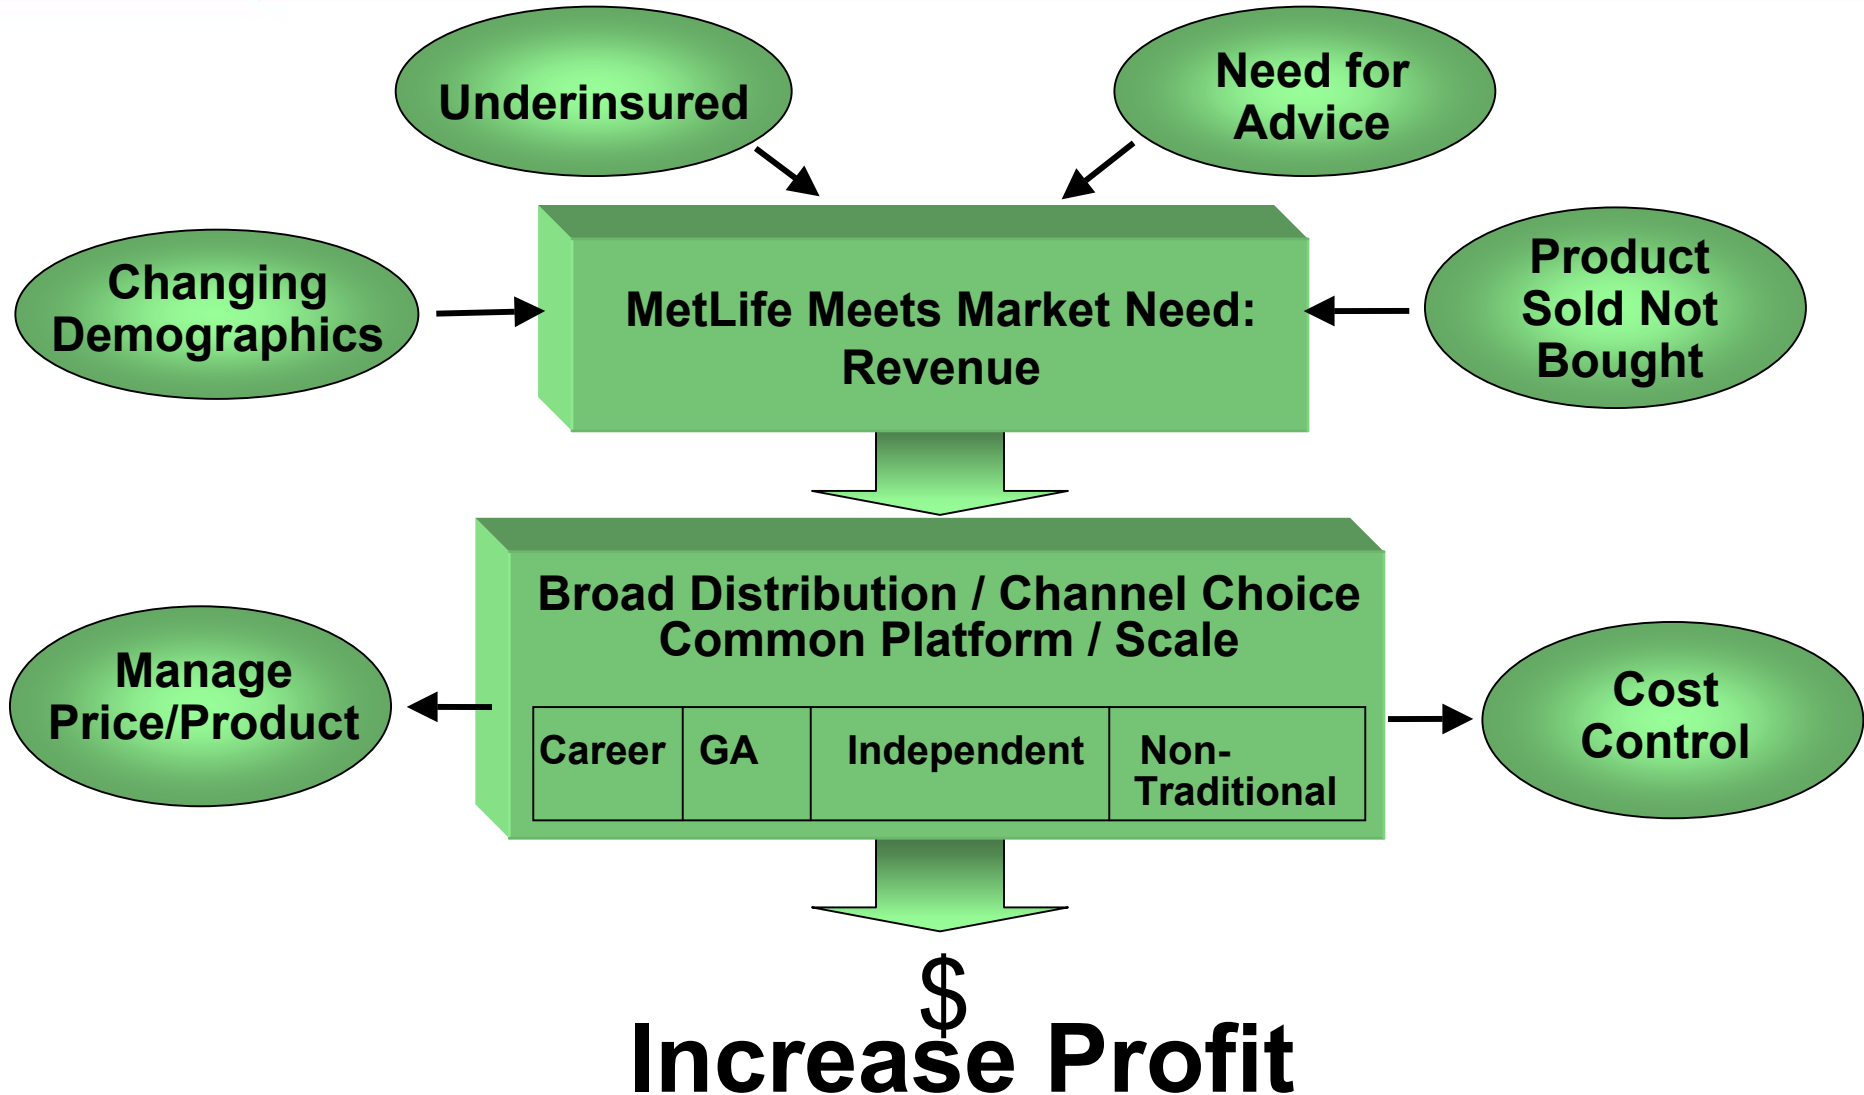 Underinsured
Need for
Advice
Changing
Demographics
MetLife Meets Market Need:
Revenue
Product
Sold Not
Bought
Broad Distribution / Channel Choice
Common Platform / Scale
Manage
Price/Product
Career
GA
Independent
Non-
Traditional
Cost
Control
$
Increase Profit